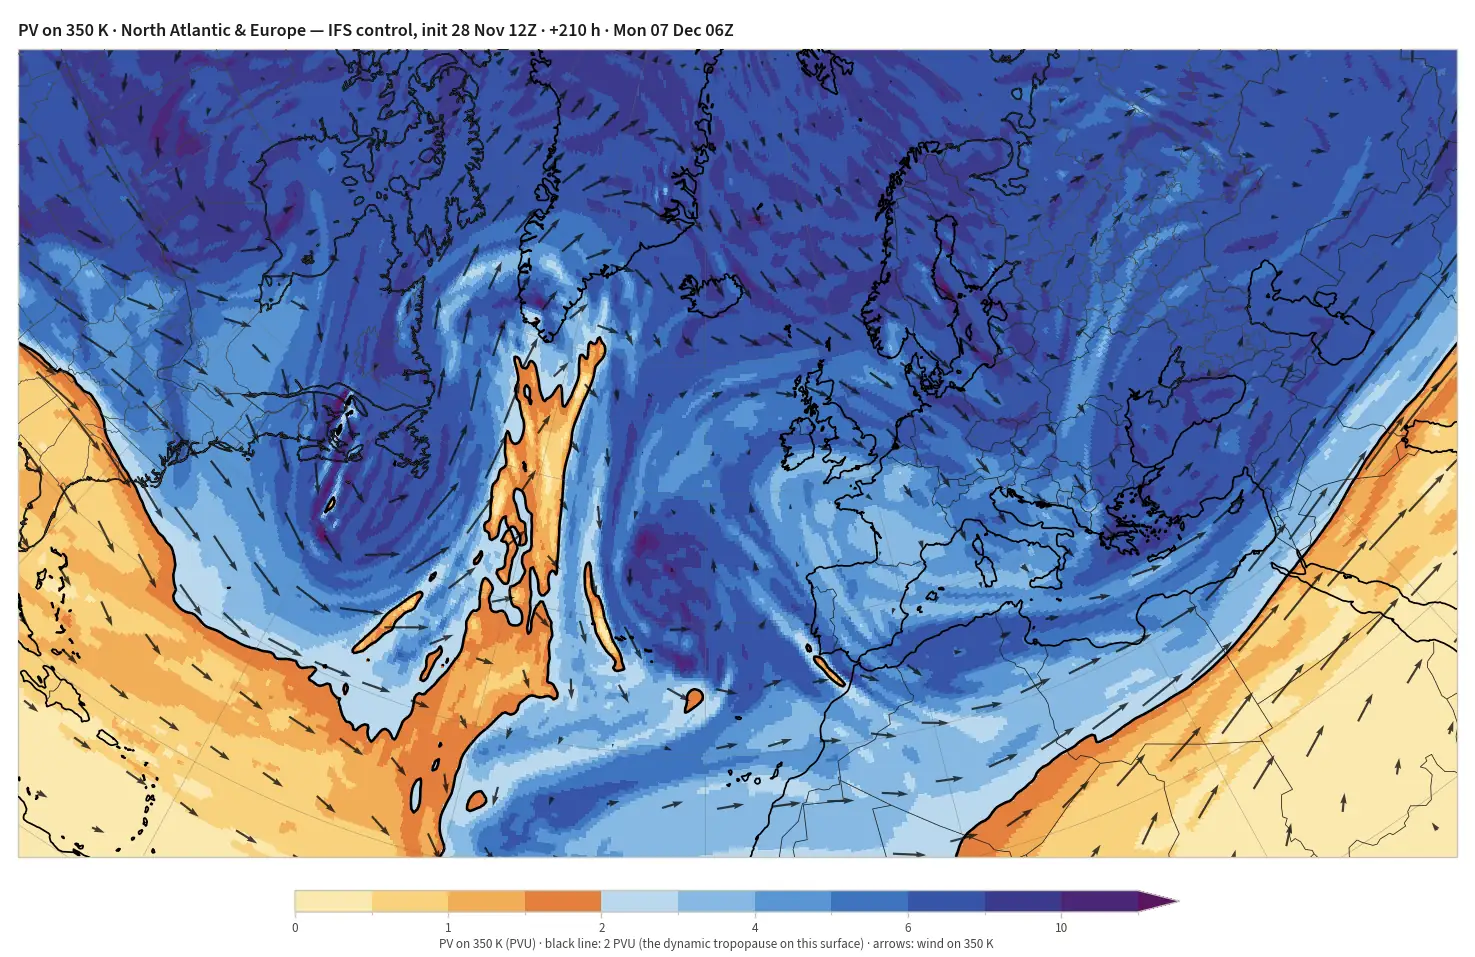 PV on 350 K · North Atlantic & Europe — IFS control, init 28 Nov 12Z · +210 h · Mon 07 Dec 06Z
0 1 2 4 6 10
PV on 350 K (PVU) · black line: 2 PVU (the dynamic tropopause on this surface) · arrows: wind on 350 K